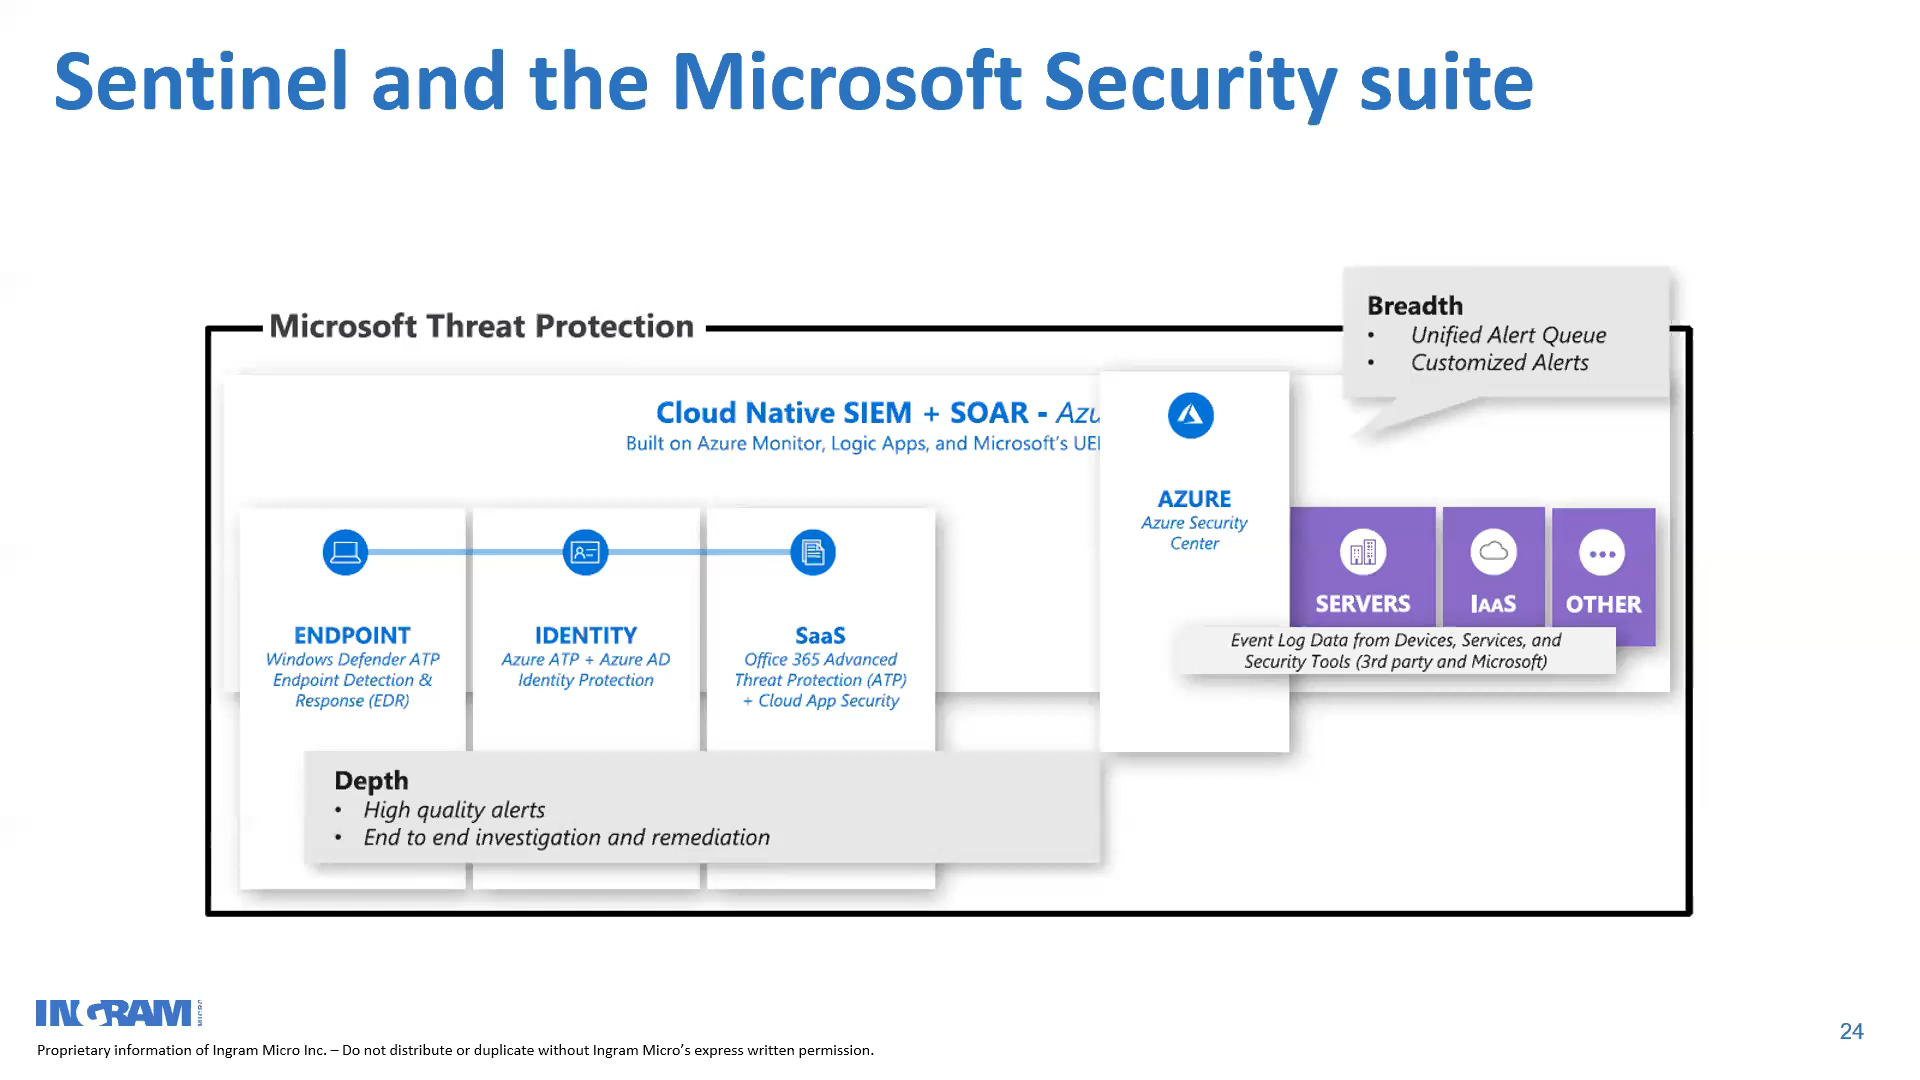 Sentinel and the Microsoft Security suite
Breadth
• Unified Alert Queue
• Customized Alerts
Microsoft Threat Protection
Cloud Native SIEM + SOAR - Azu
Built on Azure Monitor, Logic Apps, and Microsoft's UE
AZURE
Azure Security
Center
SERVERS
IAAS
OTHER
Event Log Data from Devices, Services, and
Security Tools (3rd party and Microsoft)
ENDPOINT
Windows Defender ATP
Endpoint Detection &
Response (EDR)
IDENTITY
Azure ATP + Azure AD
Identity Protection
SaaS
Office 365 Advanced
Threat Protection (ATP)
+ Cloud App Security
Depth
• High quality alerts
• End to end investigation and remediation
INGRAM MICRO
Proprietary information of Ingram Micro Inc. – Do not distribute or duplicate without Ingram Micro's express written permission.
24